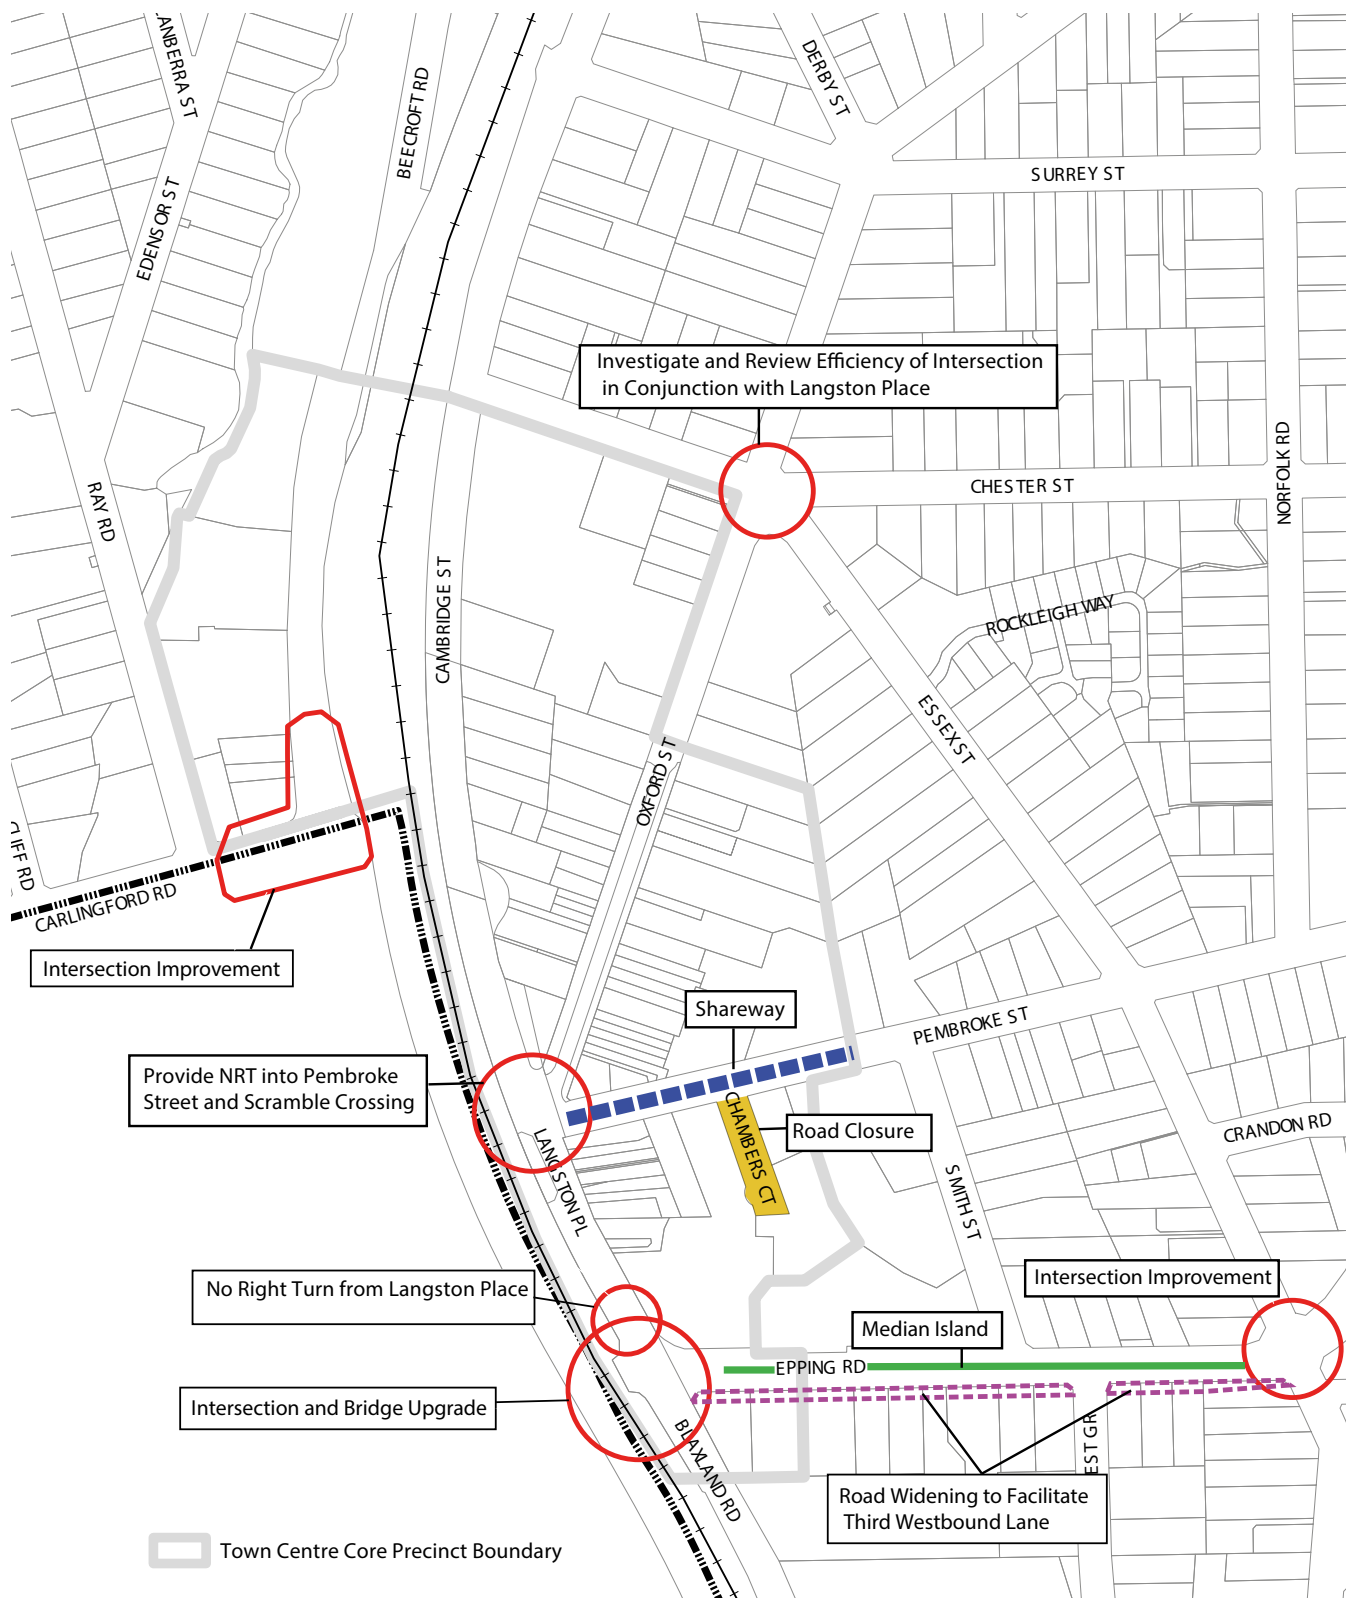 ANBERRA ST
BEECROFT RD
DERBY ST
SURREY ST
EDENSOR ST
Investigate and Review Efficiency of Intersection
in Conjunction with Langston Place
NORFOLK RD
CHESTER ST
RAY RD
CAMBRIDGE ST
ROCKLEIGH WAY
ESSEX ST
OXFORD ST
CLIFF RD
CARLINGFORD RD
Intersection Improvement
Shareway
PEMBROKE ST
Provide NRT into Pembroke
Street and Scramble Crossing
CHAMBERS CT
Road Closure
CRANDON RD
LANGSTON PL
SMITH ST
No Right Turn from Langston Place
Intersection Improvement
Median Island
EPPING RD
Intersection and Bridge Upgrade
BLAXLAND RD
EST GR
Road Widening to Facilitate
Third Westbound Lane
Town Centre Core Precinct Boundary